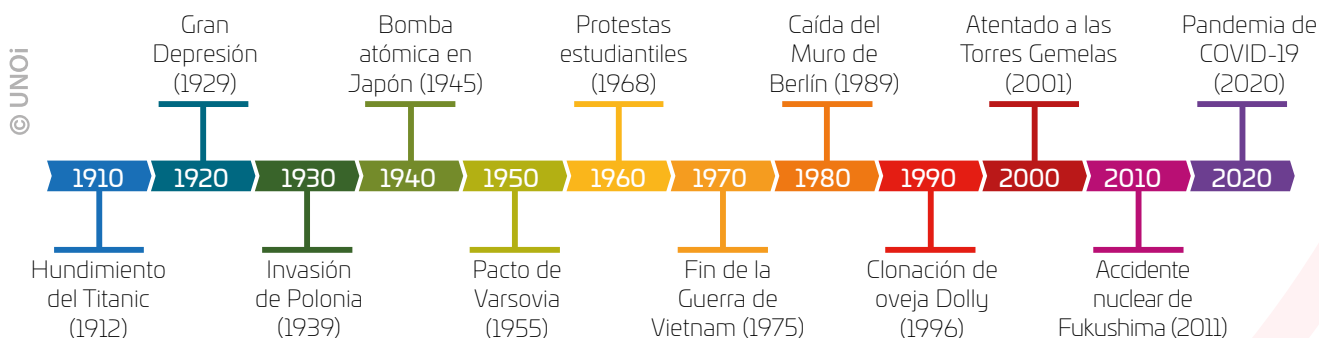 © UNOi
Gran
Depresión
(1929)
Bomba
atómica en
Japón (1945)
Protestas
estudiantiles
(1968)
Caída del
Muro de
Berlín (1989)
Atentado a las
Torres Gemelas
(2001)
Pandemia de
COVID-19
(2020)
1910 1920 1930 1940 1950 1960 1970 1980 1990 2000 2010 2020
Hundimiento
del Titanic
(1912)
Invasión
de Polonia
(1939)
Pacto de
Varsovia
(1955)
Fin de la
Guerra de
Vietnam (1975)
Clonación de
oveja Dolly
(1996)
Accidente
nuclear de
Fukushima (2011)